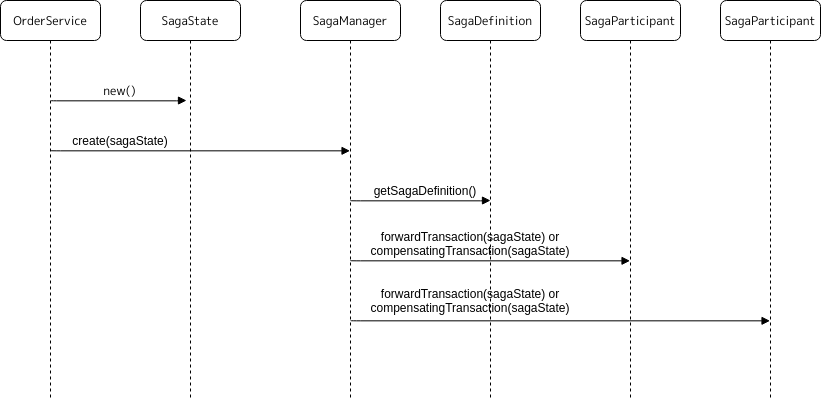 OrderService
SagaState
SagaManager
SagaDefinition
SagaParticipant
SagaParticipant
new()
create(sagaState)
getSagaDefinition()
forwardTransaction(sagaState) or
compensatingTransaction(sagaState)
forwardTransaction(sagaState) or
compensatingTransaction(sagaState)